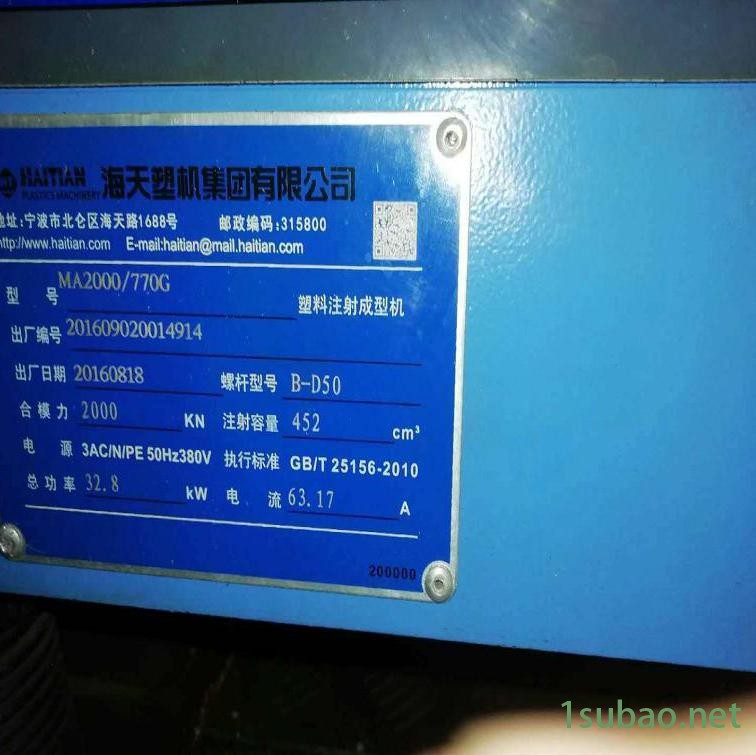 HAITIAN 海天塑机集团有限公司
PLASTICS MACHINERY
地址:宁波市北仑区海天路1688号 邮政编码:315800
http://www.haitian.com E-mail:haitian@mail.haitian.com
型号 MA2000/770G 塑料注射成型机
出厂编号 201609020014914
出厂日期 20160818 螺杆型号 B-D50
合模力 2000 KN 注射容量 452 cm³
电源 3AC/N/PE 50Hz380V 执行标准 GB/T 25156-2010
总功率 32.8 kW 电流 63.17 A
200000
1subao.net